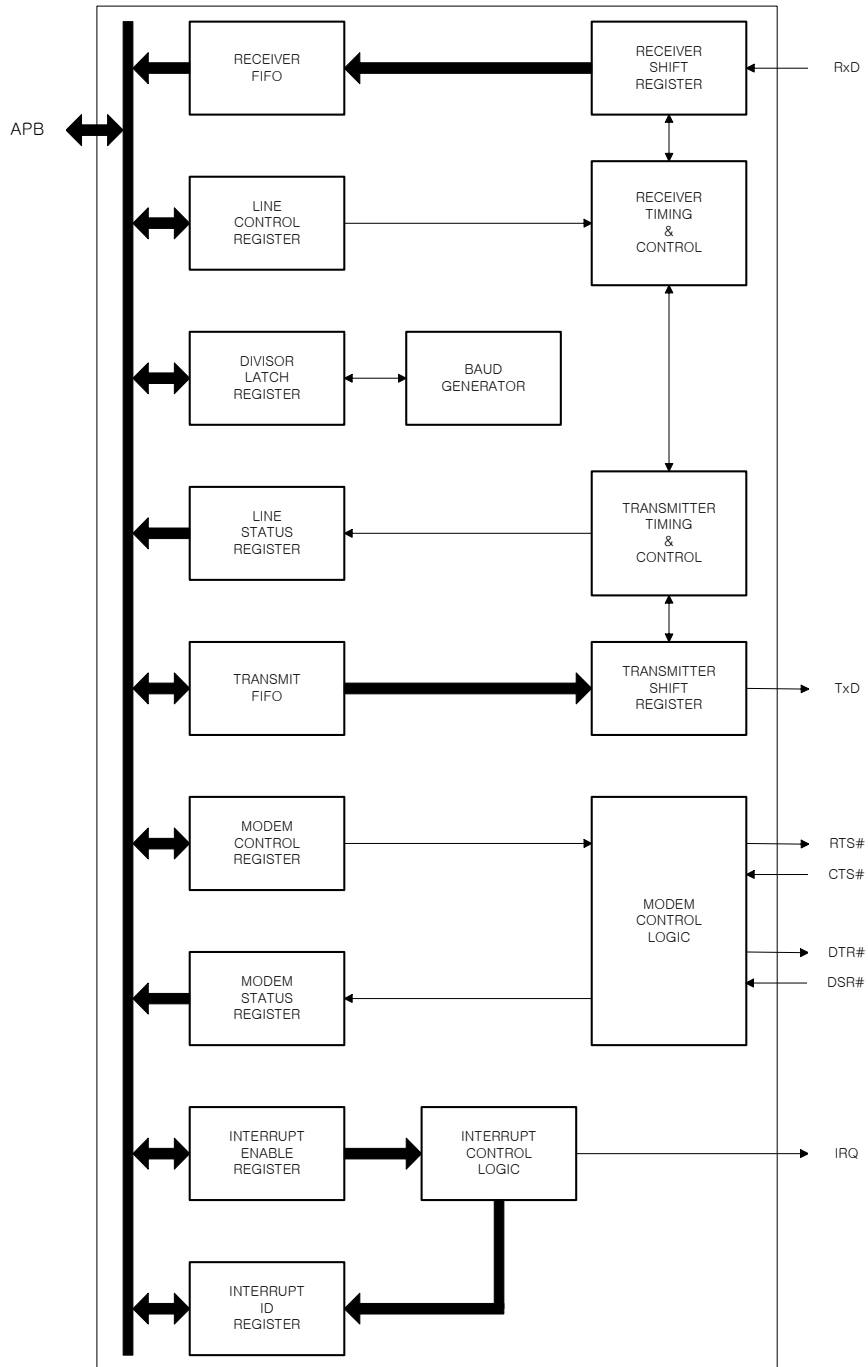 RECEIVER
FIFO
RECEIVER
SHIFT
REGISTER
RxD
APB
LINE
CONTROL
REGISTER
RECEIVER
TIMING
&
CONTROL
DIVISOR
LATCH
REGISTER
BAUD
GENERATOR
LINE
STATUS
REGISTER
TRANSMITTER
TIMING
&
CONTROL
TRANSMIT
FIFO
TRANSMITTER
SHIFT
REGISTER
TxD
MODEM
CONTROL
REGISTER
MODEM
CONTROL
LOGIC
RTS#
CTS#
DTR#
DSR#
MODEM
STATUS
REGISTER
INTERRUPT
ENABLE
REGISTER
INTERRUPT
CONTROL
LOGIC
IRQ
INTERRUPT
ID
REGISTER